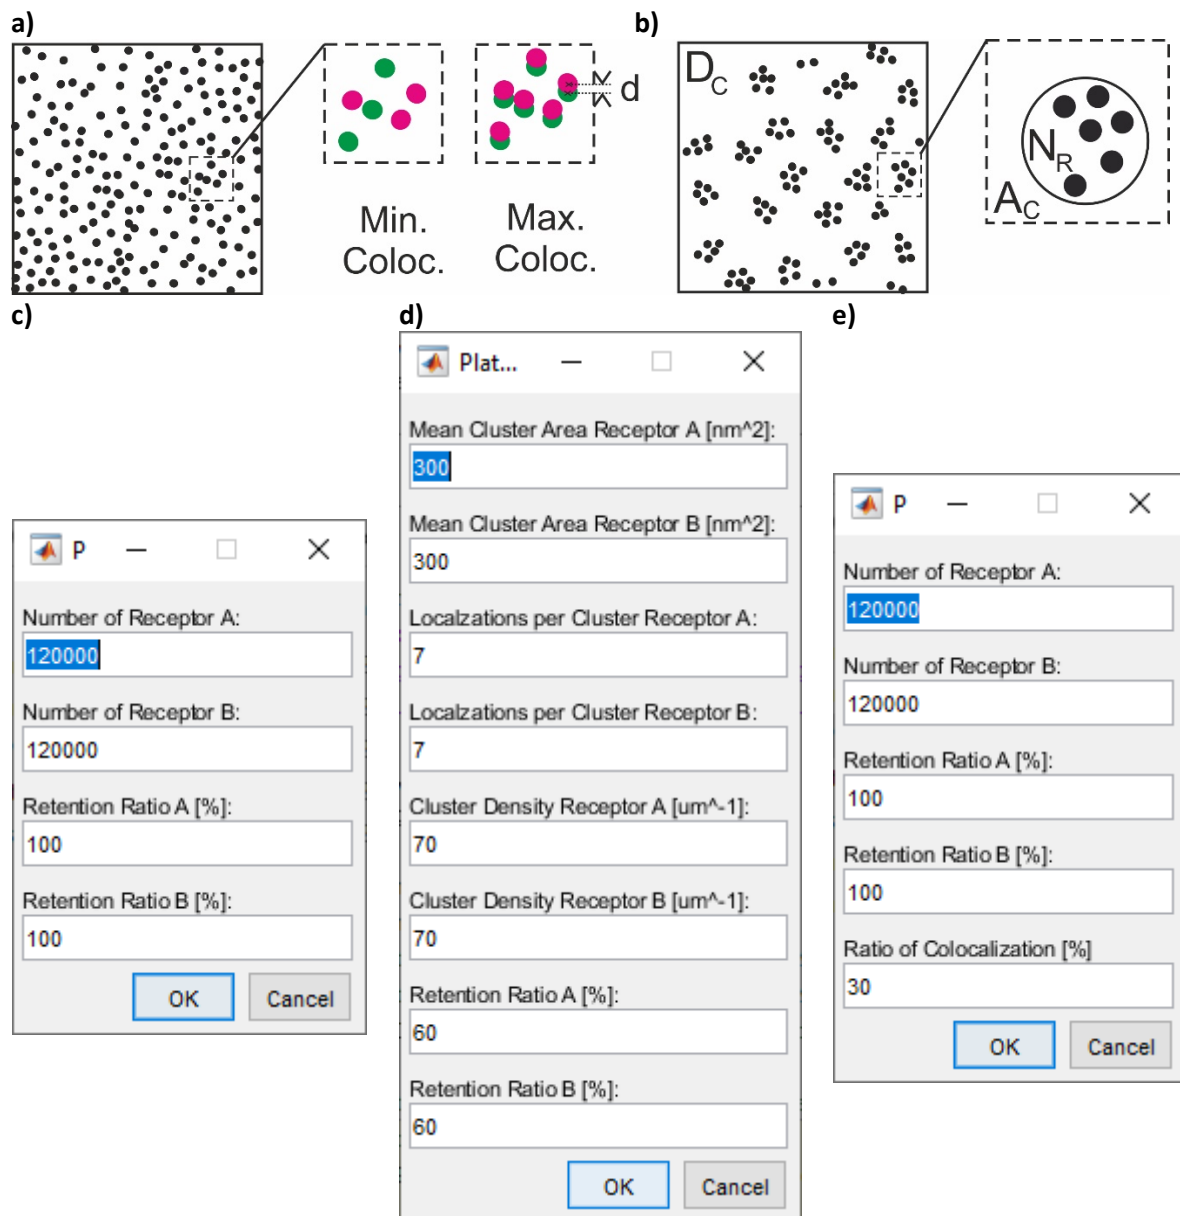 a)
b)
d
Min.
Coloc.
Max.
Coloc.
DC
NR
AC
c)
P
Number of Receptor A:
120000
Number of Receptor B:
120000
Retention Ratio A [%]:
100
Retention Ratio B [%]:
100
OK Cancel
d)
Plat...
Mean Cluster Area Receptor A [nm^2]:
300
Mean Cluster Area Receptor B [nm^2]:
300
Localzations per Cluster Receptor A:
7
Localzations per Cluster Receptor B:
7
Cluster Density Receptor A [um^-1]:
70
Cluster Density Receptor B [um^-1]:
70
Retention Ratio A [%]:
60
Retention Ratio B [%]:
60
OK Cancel
e)
P
Number of Receptor A:
120000
Number of Receptor B:
120000
Retention Ratio A [%]:
100
Retention Ratio B [%]:
100
Ratio of Colocalization [%]
30
OK Cancel